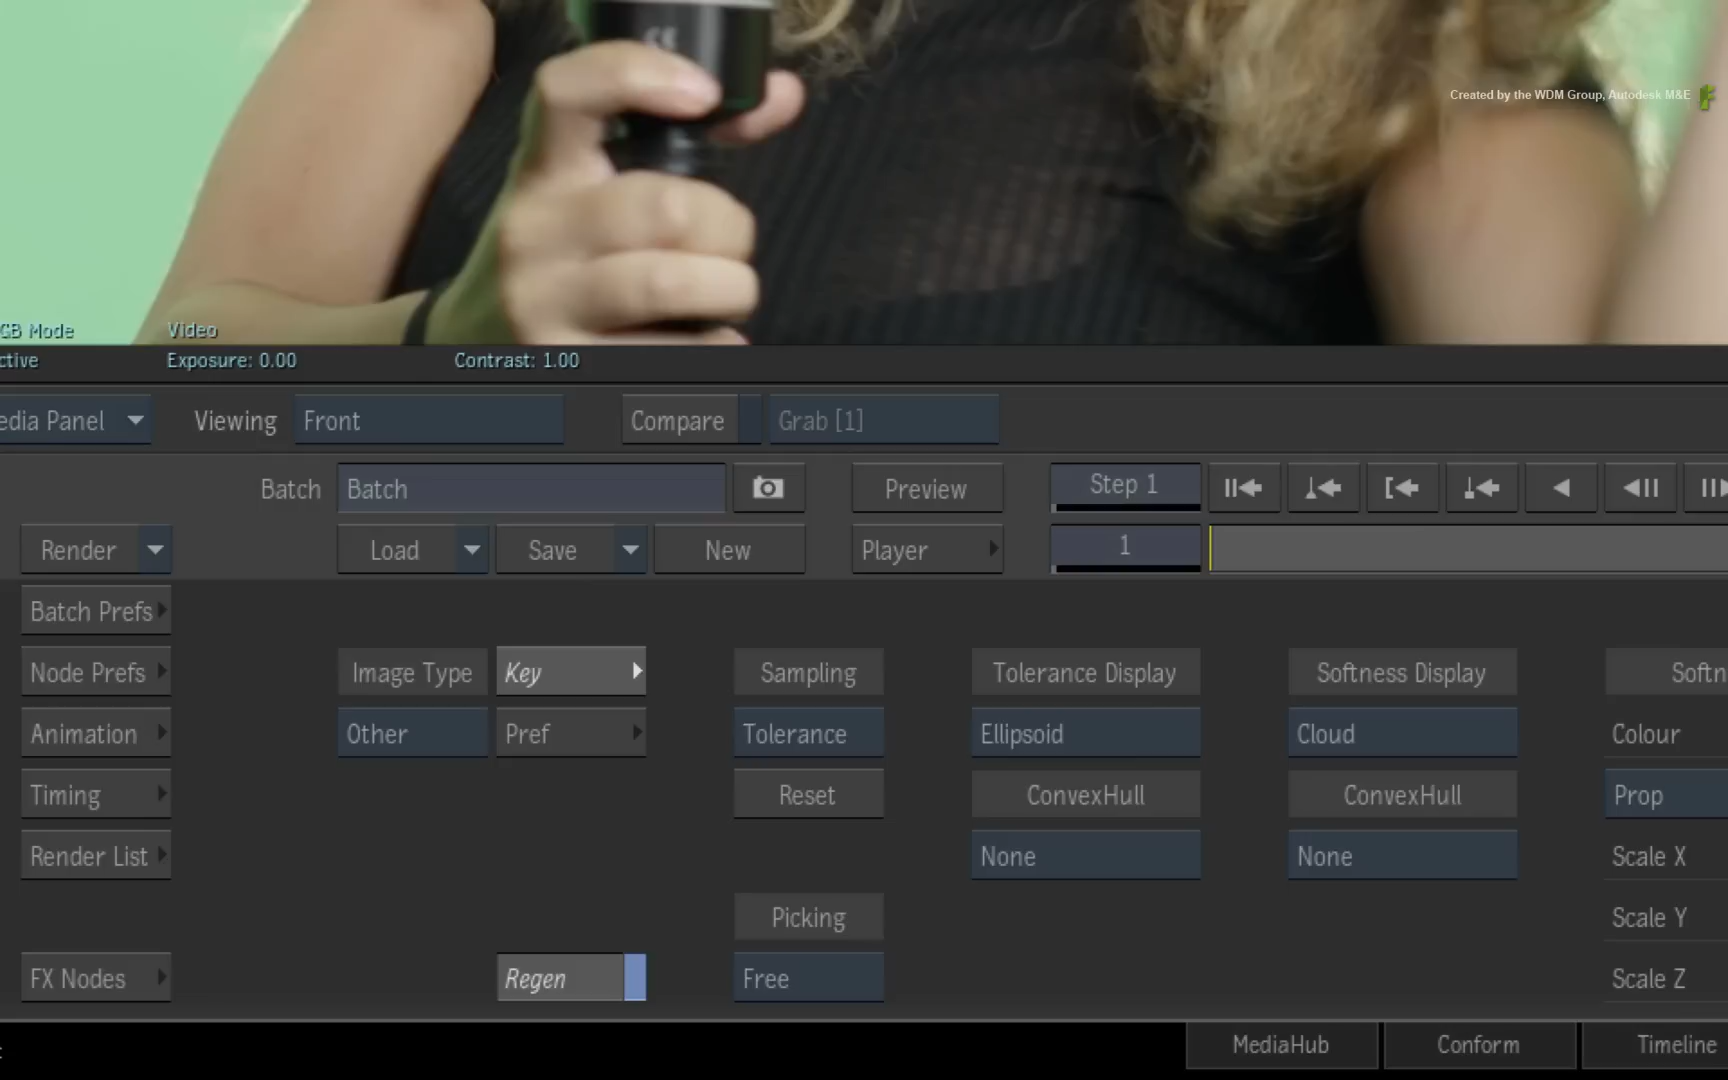 Created by the WDM Group, Autodesk M&E
GB Mode Video
ctive Exposure: 0.00 Contrast: 1.00
edia Panel Viewing Front Compare Grab [1]
Batch Batch Preview Step 1
Render Load Save New Player 1
Batch Prefs
Node Prefs Image Type Key Sampling Tolerance Display Softness Display Softn
Animation Other Pref Tolerance Ellipsoid Cloud Colour
Timing Reset ConvexHull ConvexHull Prop
Render List None None Scale X
Picking Scale Y
FX Nodes Regen Free Scale Z
MediaHub Conform Timeline